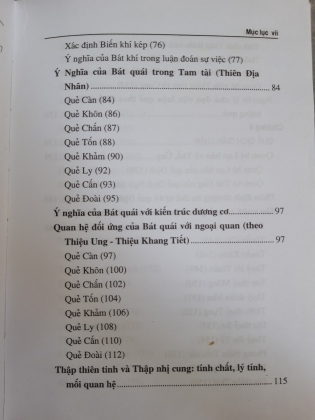 Mục lục vii
Xác định Biến khí kép (76)
Ý nghĩa của Bát khí trong luận đoán sự việc (77)
Ý Nghĩa của Bát quái trong Tam tài (Thiên Địa
Nhân) ........................................ 84
Quẻ Càn (84)
Quẻ Khôn (86)
Quẻ Chấn (87)
Quẻ Tốn (88)
Quẻ Khảm (90)
Quẻ Ly (92)
Quẻ Cấn (93)
Quẻ Đoài (95)
Ý nghĩa của Bát quái với kiến trúc dương cơ............. 97
Quan hệ đối ứng của Bát quái với ngoại quan (theo
Thiệu Ung - Thiệu Khang Tiết) ........................ 97
Quẻ Càn (97)
Quẻ Khôn (100)
Quẻ Chấn (102)
Quẻ Tốn (104)
Quẻ Khảm (106)
Quẻ Ly (108)
Quẻ Cấn (110)
Quẻ Đoài (112)
Thập thiên tinh và Thập nhị cung: tính chất, lý tính,
mối quan hệ ........................................ 115